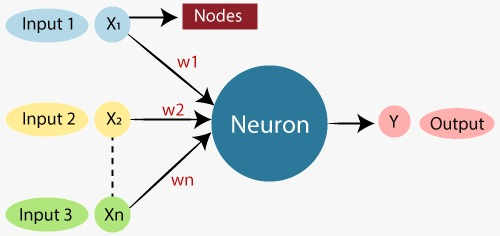 Input 1
X₁
Nodes
w1
Input 2
X₂
w2
Neuron
Y
Output
wn
Input 3
Xn